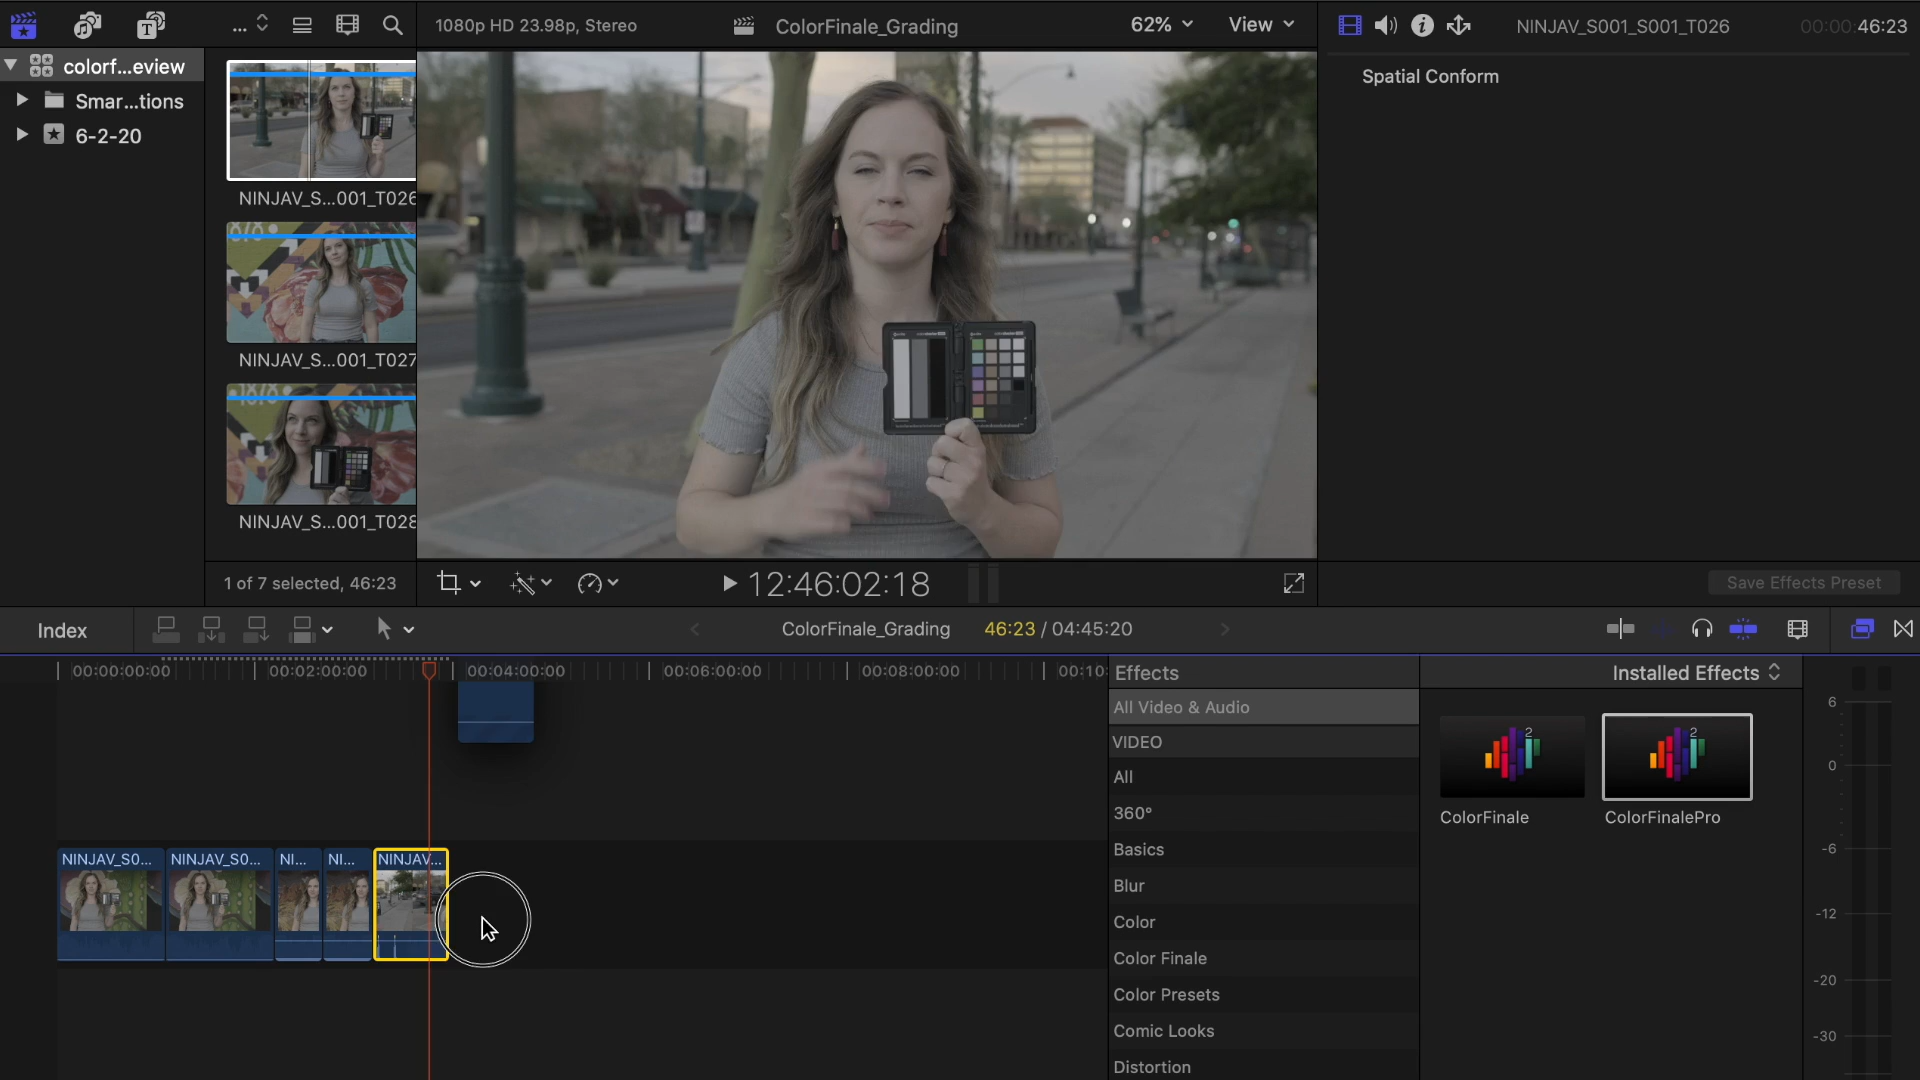 1080p HD 23.98p, Stereo
ColorFinale_Grading
62%
View
NINJAV_S001_S001_T026
00:00:46:23
colorf...eview
Smar...tions
6-2-20
NINJAV_S...001_T026
NINJAV_S...001_T027
NINJAV_S...001_T028
1 of 7 selected, 46:23
Spatial Conform
12:46:02:18
Save Effects Preset
Index
ColorFinale_Grading
46:23 / 04:45:20
00:00:00:00
00:02:00:00
00:04:00:00
00:06:00:00
00:08:00:00
00:10:
NINJAV_S0...
NINJAV_S0...
NI...
NI...
NINJAV...
Effects
All Video & Audio
VIDEO
All
360°
Basics
Blur
Color
Color Finale
Color Presets
Comic Looks
Distortion
Installed Effects
2
2
ColorFinale
ColorFinalePro
6
0
-6
-12
-20
-30